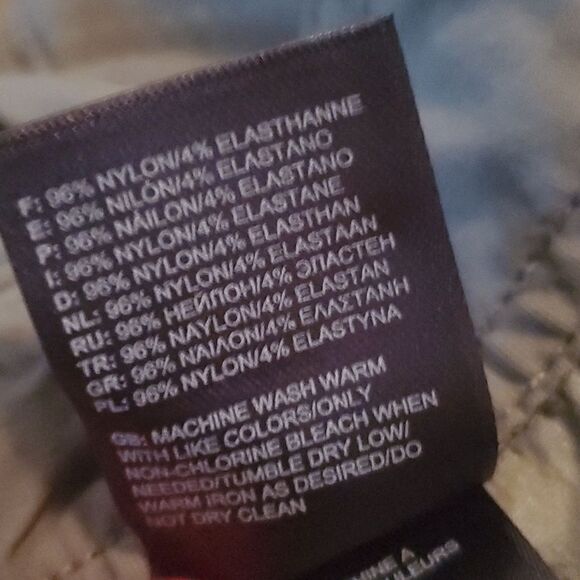 F: 96% NYLON/4% ELASTHANNE
E: 96% NILÓN/4% ELASTANO
P: 96% NÁILON/4% ELASTANO
I: 96% NYLON/4% ELASTANE
D: 96% NYLON/4% ELASTHAN
NL: 96% NYLON/4% ELASTAAN
RU: 96% НЕЙЛОН/4% ЭЛАСТЕН
TR: 96% NAYLON/4% ELASTAN
GR: 96% ΝΑΙΛΟΝ/4% ΕΛΑΣΤΑΝΗ
PL: 96% NYLON/4% ELASTYNA
GB: MACHINE WASH WARM
WITH LIKE COLORS/ONLY
NON-CHLORINE BLEACH WHEN
NEEDED/TUMBLE DRY LOW/
WARM IRON AS DESIRED/DO
NOT DRY CLEAN
A